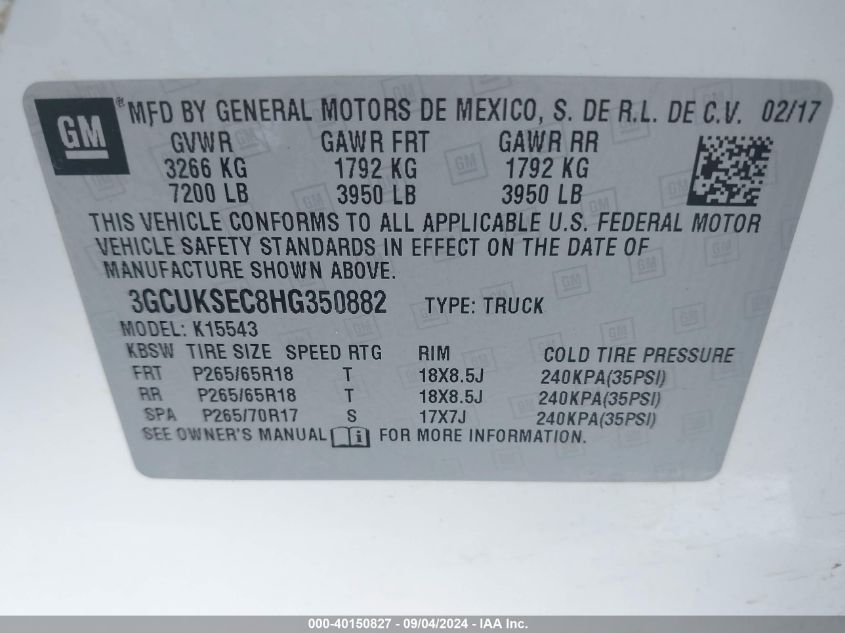 GM
® MFD BY GENERAL MOTORS DE MEXICO, S. DE R.L. DE C.V. 02/17
GVWR GAWR FRT GAWR RR
3266 KG 1792 KG 1792 KG
7200 LB 3950 LB 3950 LB
THIS VEHICLE CONFORMS TO ALL APPLICABLE U.S. FEDERAL MOTOR
VEHICLE SAFETY STANDARDS IN EFFECT ON THE DATE OF
MANUFACTURE SHOWN ABOVE.
3GCUKSEC8HG350882 TYPE: TRUCK
MODEL: K15543
KBSW TIRE SIZE SPEED RTG RIM COLD TIRE PRESSURE
FRT P265/65R18 T 18X8.5J 240KPA(35PSI)
RR P265/65R18 T 18X8.5J 240KPA(35PSI)
SPA P265/70R17 S 17X7J 240KPA(35PSI)
SEE OWNER'S MANUAL FOR MORE INFORMATION.
000-40150827 - 09/04/2024 - IAA Inc.